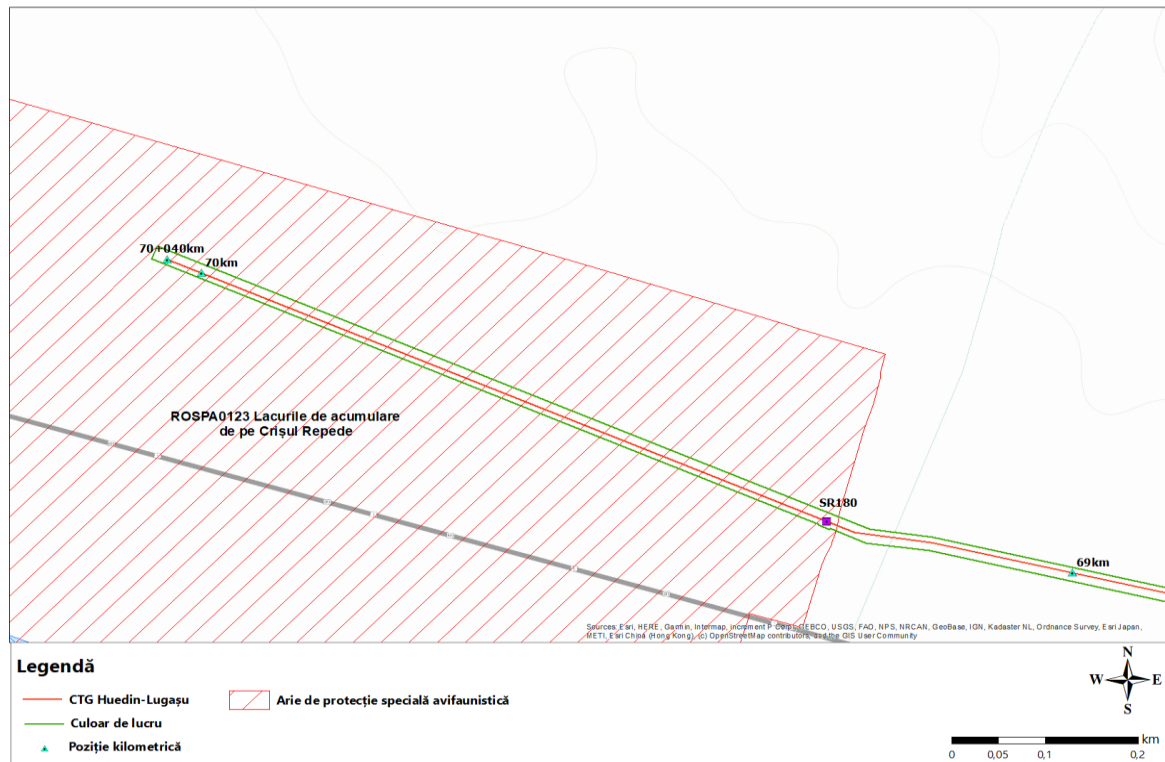 70+040km
70km
ROSPA0123 Lacurile de acumulare
de pe Crișul Repede
SR180
69km
Sources: Esri, HERE, Garmin, Intermap, increment P Corp., GEBCO, USGS, FAO, NPS, NRCAN, GeoBase, IGN, Kadaster NL, Ordnance Survey, Esri Japan,
METI, Esri China (Hong Kong), (c) OpenStreetMap contributors, and the GIS User Community
Legendă
CTG Huedin-Lugașu
Arie de protecție specială avifaunistică
Culoar de lucru
Poziție kilometrică
N
W E
S
km
0 0,05 0,1 0,2